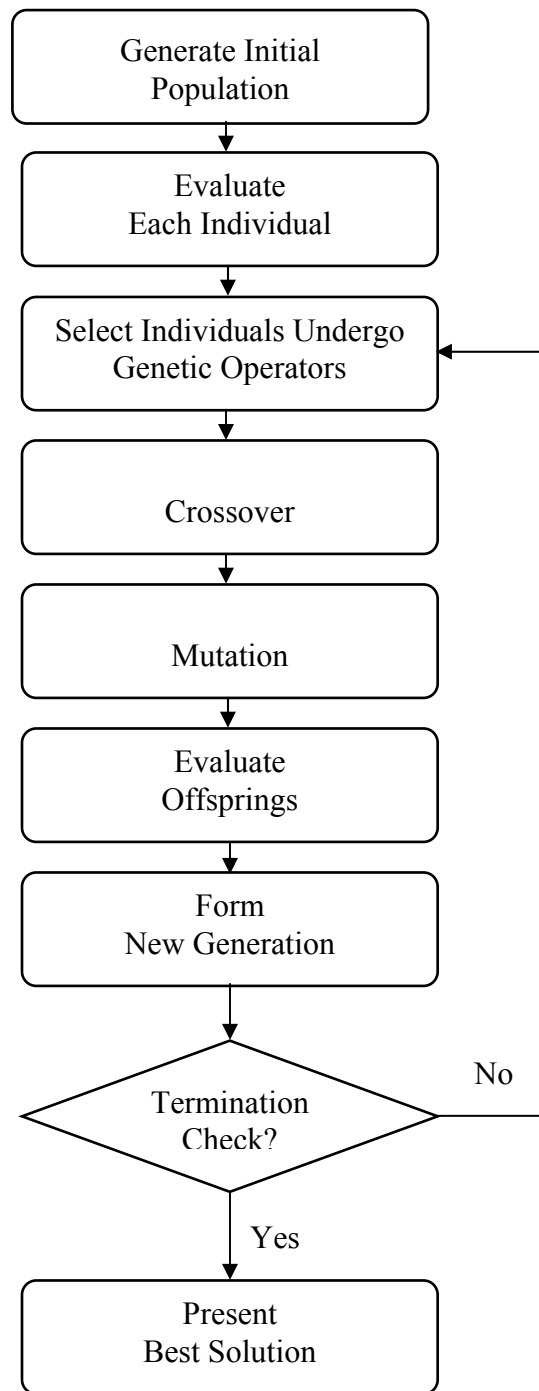 Generate Initial
Population
Evaluate
Each Individual
Select Individuals Undergo
Genetic Operators
Crossover
Mutation
Evaluate
Offsprings
Form
New Generation
Termination
Check?
No
Yes
Present
Best Solution